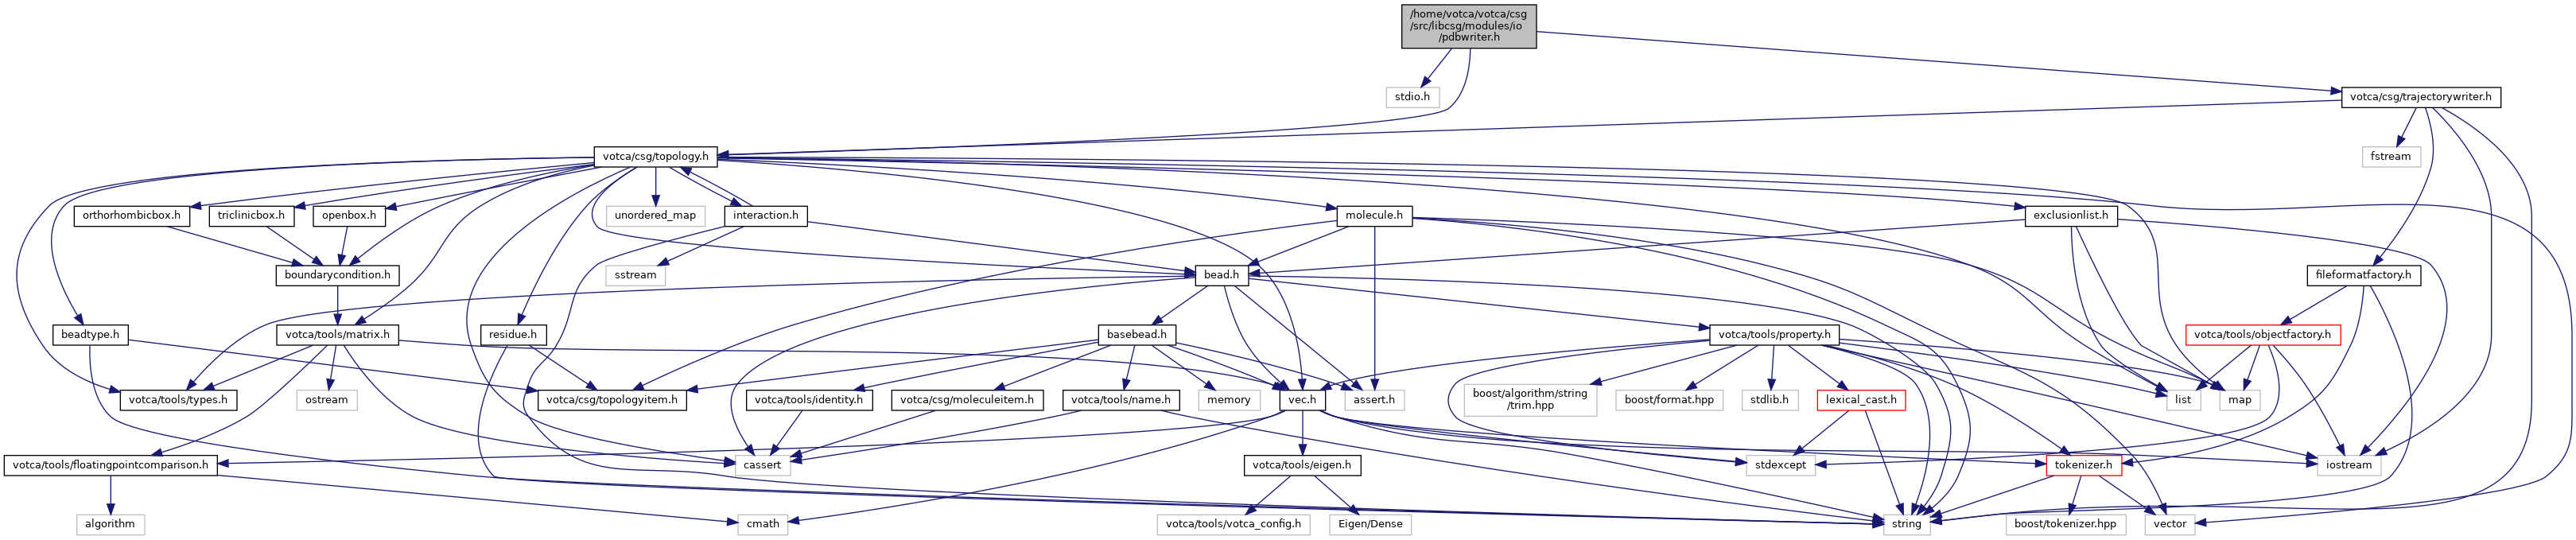 /home/votca/votca/csg
/src/libcsg/modules/io
/pdbwriter.h
stdio.h
votca/csg/trajectorywriter.h
votca/csg/topology.h
fstream
orthorhombicbox.h
triclinicbox.h
openbox.h
unordered_map
interaction.h
molecule.h
exclusionlist.h
boundarycondition.h
sstream
bead.h
fileformatfactory.h
beadtype.h
votca/tools/matrix.h
residue.h
basebead.h
votca/tools/property.h
votca/tools/objectfactory.h
votca/tools/types.h
ostream
votca/csg/topologyitem.h
votca/tools/identity.h
votca/csg/moleculeitem.h
votca/tools/name.h
memory
vec.h
assert.h
boost/algorithm/string
/trim.hpp
boost/format.hpp
stdlib.h
lexical_cast.h
list
map
votca/tools/floatingpointcomparison.h
cassert
votca/tools/eigen.h
stdexcept
tokenizer.h
iostream
algorithm
cmath
votca/tools/votca_config.h
Eigen/Dense
string
boost/tokenizer.hpp
vector